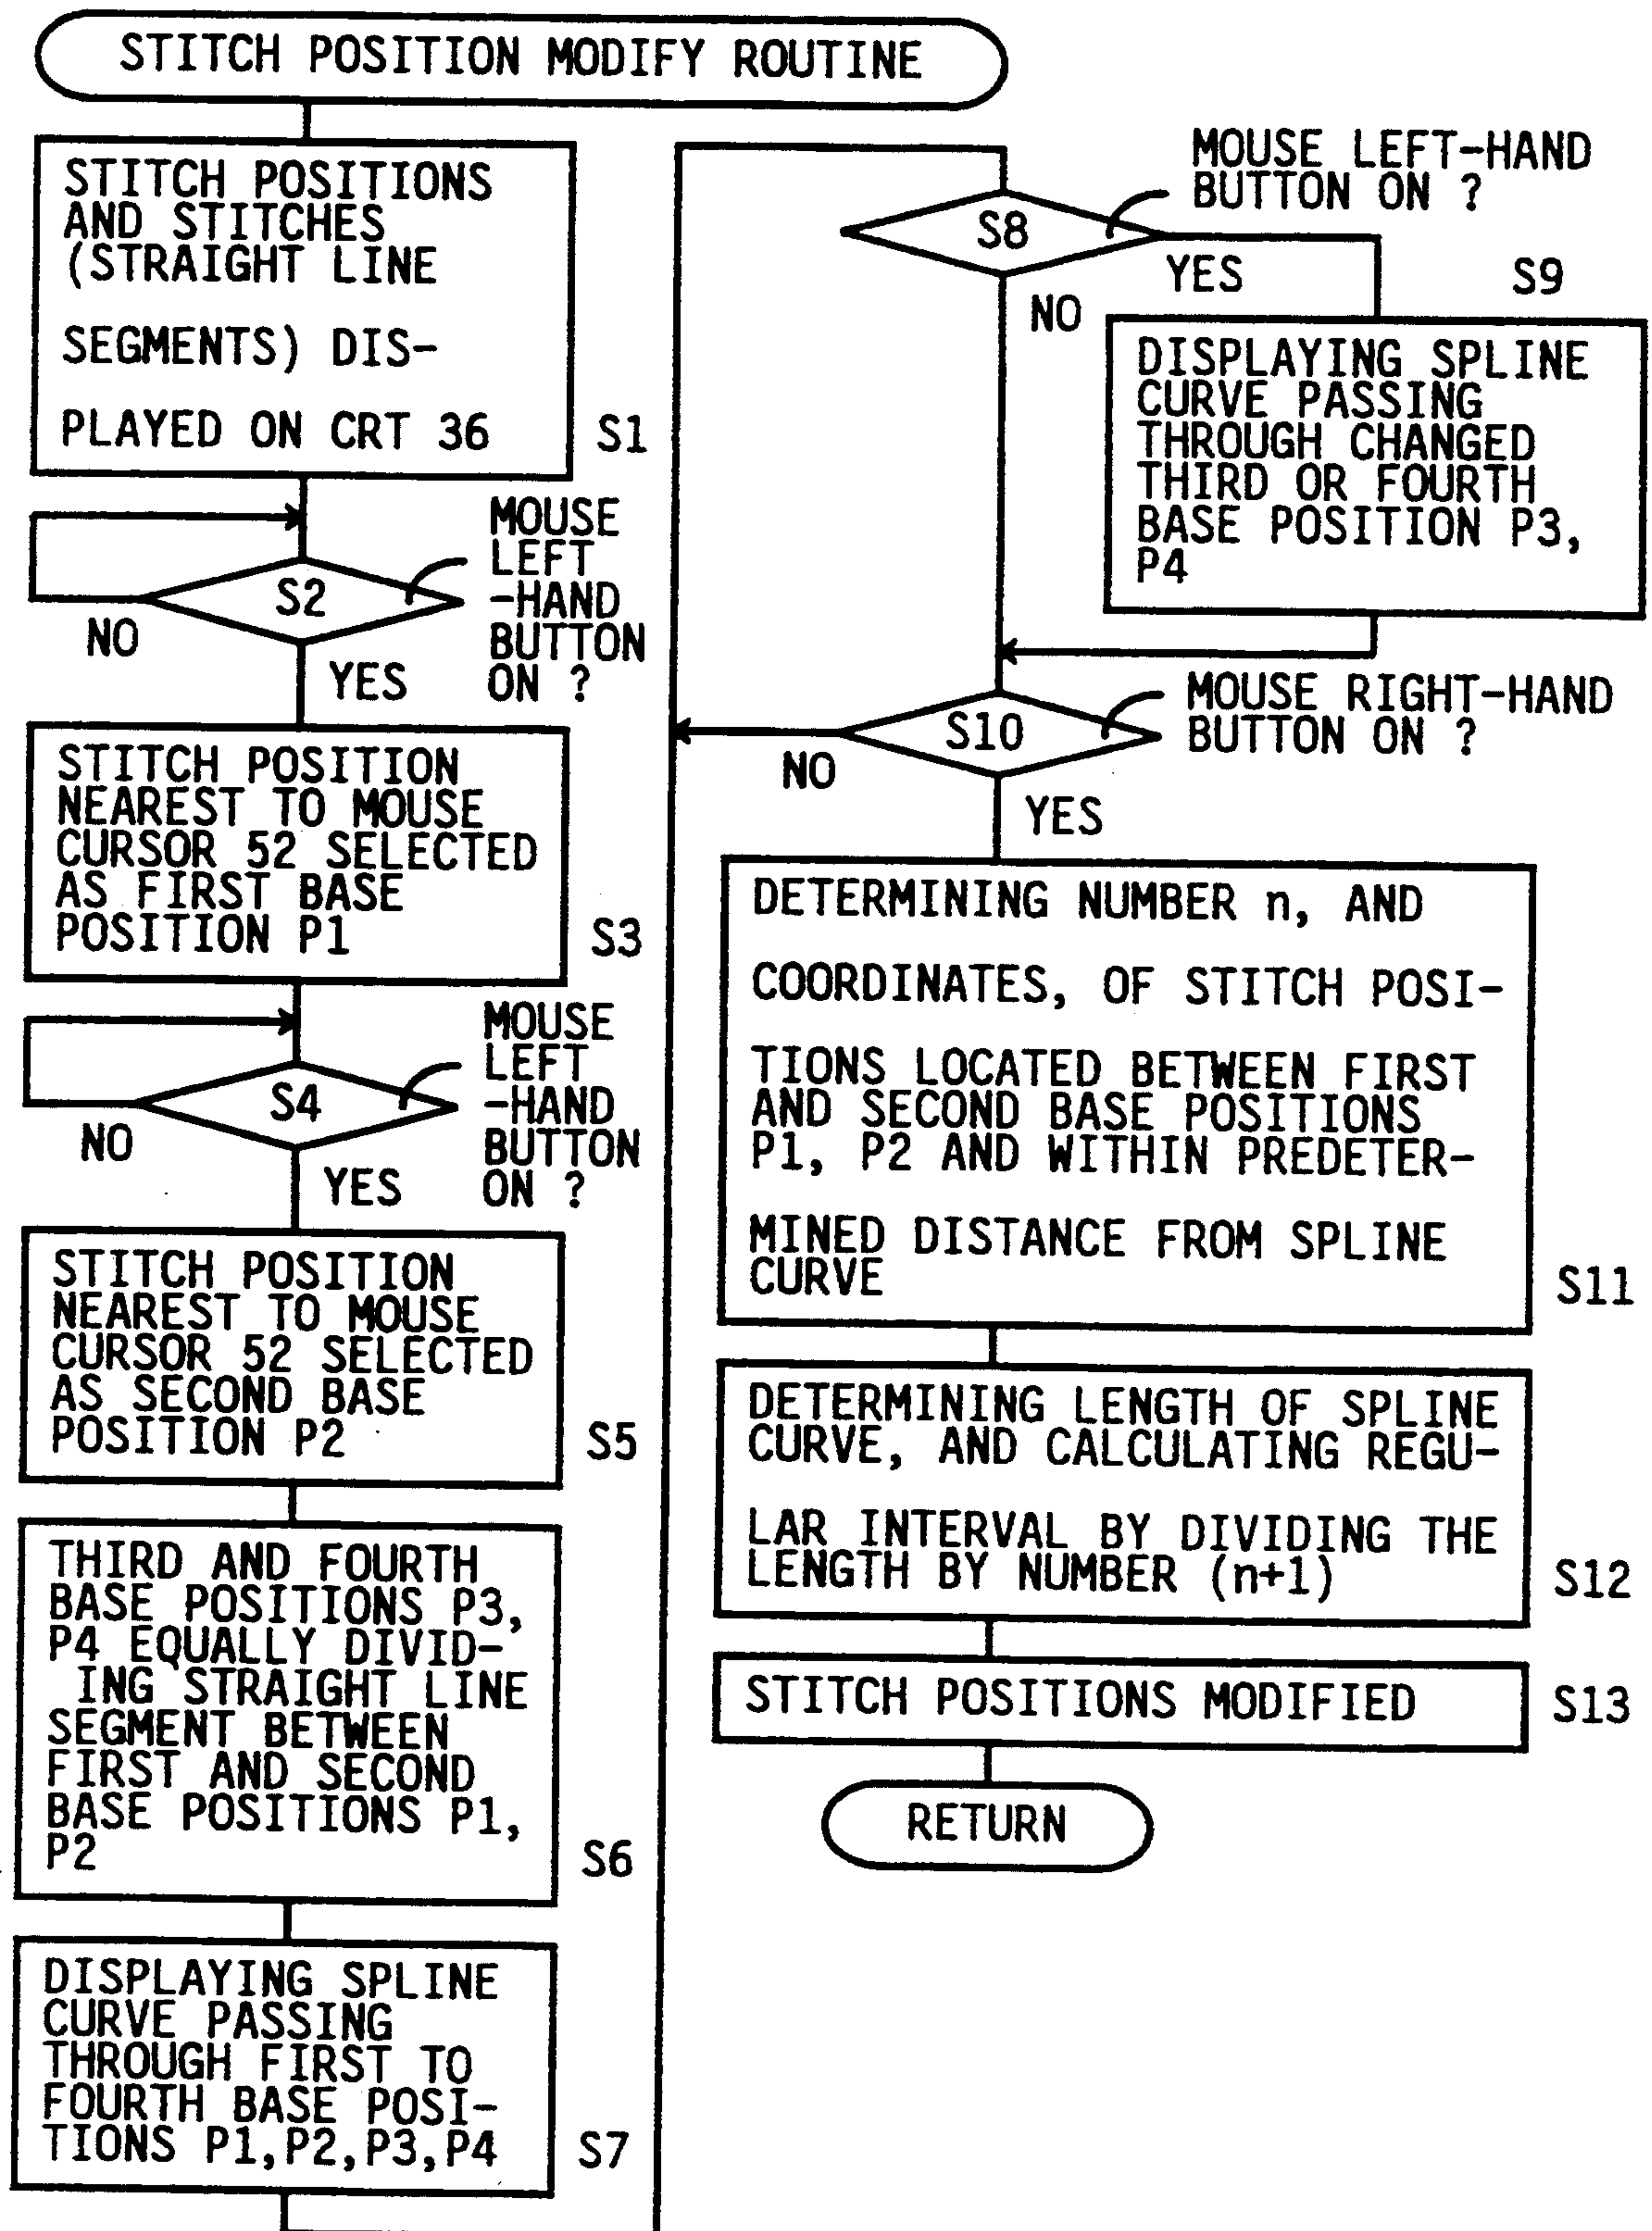 STITCH POSITION MODIFY ROUTINE
STITCH POSITIONS
AND STITCHES
(STRAIGHT LINE
SEGMENTS) DIS-
PLAYED ON CRT 36
S1
S2
MOUSE
LEFT
-HAND
BUTTON
ON ?
NO
YES
STITCH POSITION
NEAREST TO MOUSE
CURSOR 52 SELECTED
AS FIRST BASE
POSITION P1
S3
S4
MOUSE
LEFT
-HAND
BUTTON
ON ?
NO
YES
STITCH POSITION
NEAREST TO MOUSE
CURSOR 52 SELECTED
AS SECOND BASE
POSITION P2
S5
THIRD AND FOURTH
BASE POSITIONS P3,
P4 EQUALLY DIVID-
ING STRAIGHT LINE
SEGMENT BETWEEN
FIRST AND SECOND
BASE POSITIONS P1,
P2
S6
DISPLAYING SPLINE
CURVE PASSING
THROUGH FIRST TO
FOURTH BASE POSI-
TIONS P1,P2,P3,P4
S7
MOUSE LEFT-HAND
BUTTON ON ?
S8
YES
NO
S9
DISPLAYING SPLINE
CURVE PASSING
THROUGH CHANGED
THIRD OR FOURTH
BASE POSITION P3,
P4
MOUSE RIGHT-HAND
BUTTON ON ?
S10
NO
YES
DETERMINING NUMBER n, AND
COORDINATES, OF STITCH POSI-
TIONS LOCATED BETWEEN FIRST
AND SECOND BASE POSITIONS
P1, P2 AND WITHIN PREDETER-
MINED DISTANCE FROM SPLINE
CURVE
S11
DETERMINING LENGTH OF SPLINE
CURVE, AND CALCULATING REGU-
LAR INTERVAL BY DIVIDING THE
LENGTH BY NUMBER (n+1)
S12
STITCH POSITIONS MODIFIED
S13
RETURN